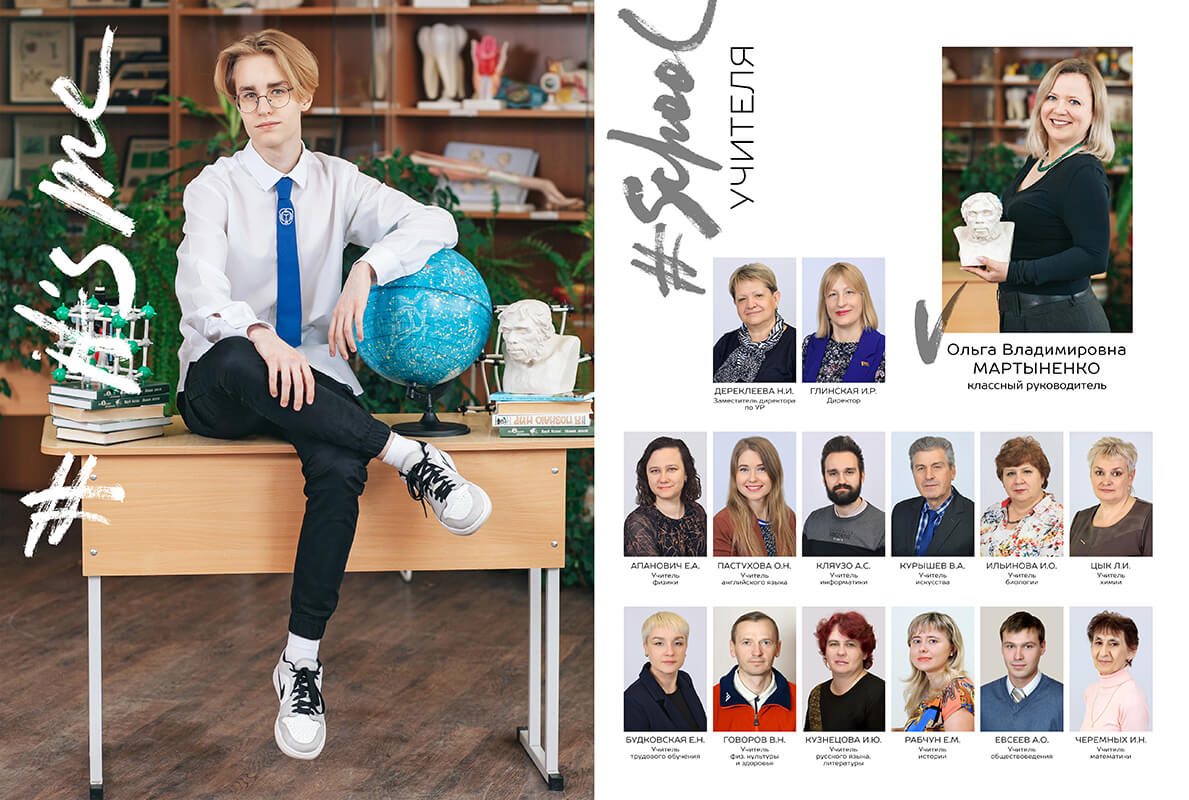 #it's me
Я ПОЗНАЮ МИР
#School
УЧИТЕЛЯ
Ольга Владимировна
МАРТЫНЕНКО
классный руководитель
ДЕРЕКЛЕЕВА Н.И.
Заместитель директора
по УР
ГЛИНСКАЯ И.Р.
Директор
АПАНОВИЧ Е.А.
Учитель
физики
ПАСТУХОВА О.Н.
Учитель
английского языка
КЛЯУЗО А.С.
Учитель
информатики
КУРЫШЕВ В.А.
Учитель
искусства
ИЛЬИНОВА И.О.
Учитель
биологии
ЦЫК Л.И.
Учитель
химии
БУДКОВСКАЯ Е.Н.
Учитель
трудового обучения
ГОВОРОВ В.Н.
Учитель
физ. культуры
и здоровья
КУЗНЕЦОВА И.Ю.
Учитель
русского языка,
литературы
РАБЧУН Е.М.
Учитель
истории
ЕВСЕЕВ А.О.
Учитель
обществоведения
ЧЕРЕМНЫХ И.Н.
Учитель
математики